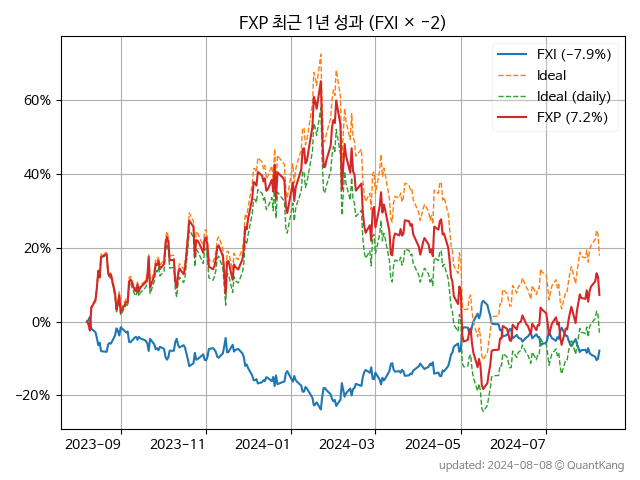 FXP 최근 1년 성과 (FXI × −2)
FXI (−7.9%)
Ideal
Ideal (daily)
FXP (7.2%)
60%
40%
20%
0%
−20%
2023-09
2023-11
2024-01
2024-03
2024-05
2024-07
updated: 2024-08-08 © QuantKang